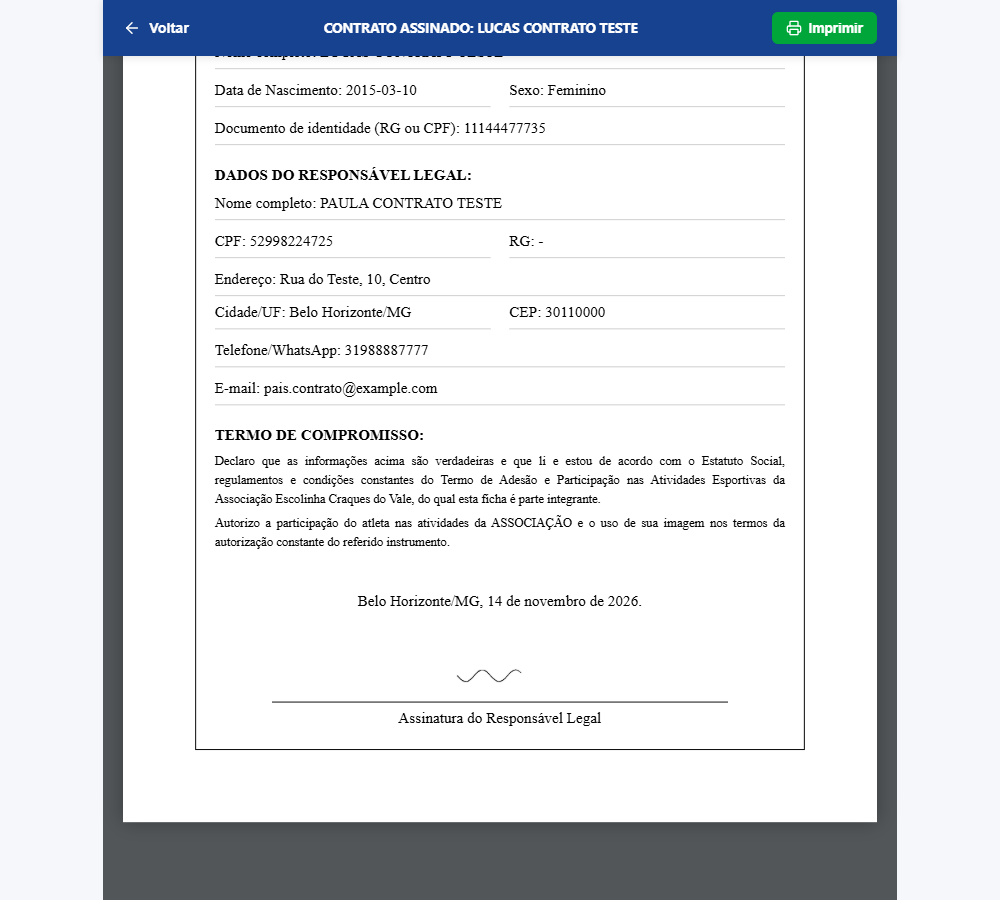 Voltar
CONTRATO ASSINADO: LUCAS CONTRATO TESTE
Imprimir
Data de Nascimento: 2015-03-10
Sexo: Feminino
Documento de identidade (RG ou CPF): 11144477735
DADOS DO RESPONSÁVEL LEGAL:
Nome completo: PAULA CONTRATO TESTE
CPF: 52998224725
RG: -
Endereço: Rua do Teste, 10, Centro
Cidade/UF: Belo Horizonte/MG
CEP: 30110000
Telefone/WhatsApp: 31988887777
E-mail: pais.contrato@example.com
TERMO DE COMPROMISSO:
Declaro que as informações acima são verdadeiras e que li e estou de acordo com o Estatuto Social,
regulamentos e condições constantes do Termo de Adesão e Participação nas Atividades Esportivas da
Associação Escolinha Craques do Vale, do qual esta ficha é parte integrante.
Autorizo a participação do atleta nas atividades da ASSOCIAÇÃO e o uso de sua imagem nos termos da
autorização constante do referido instrumento.
Belo Horizonte/MG, 14 de novembro de 2026.
Assinatura do Responsável Legal